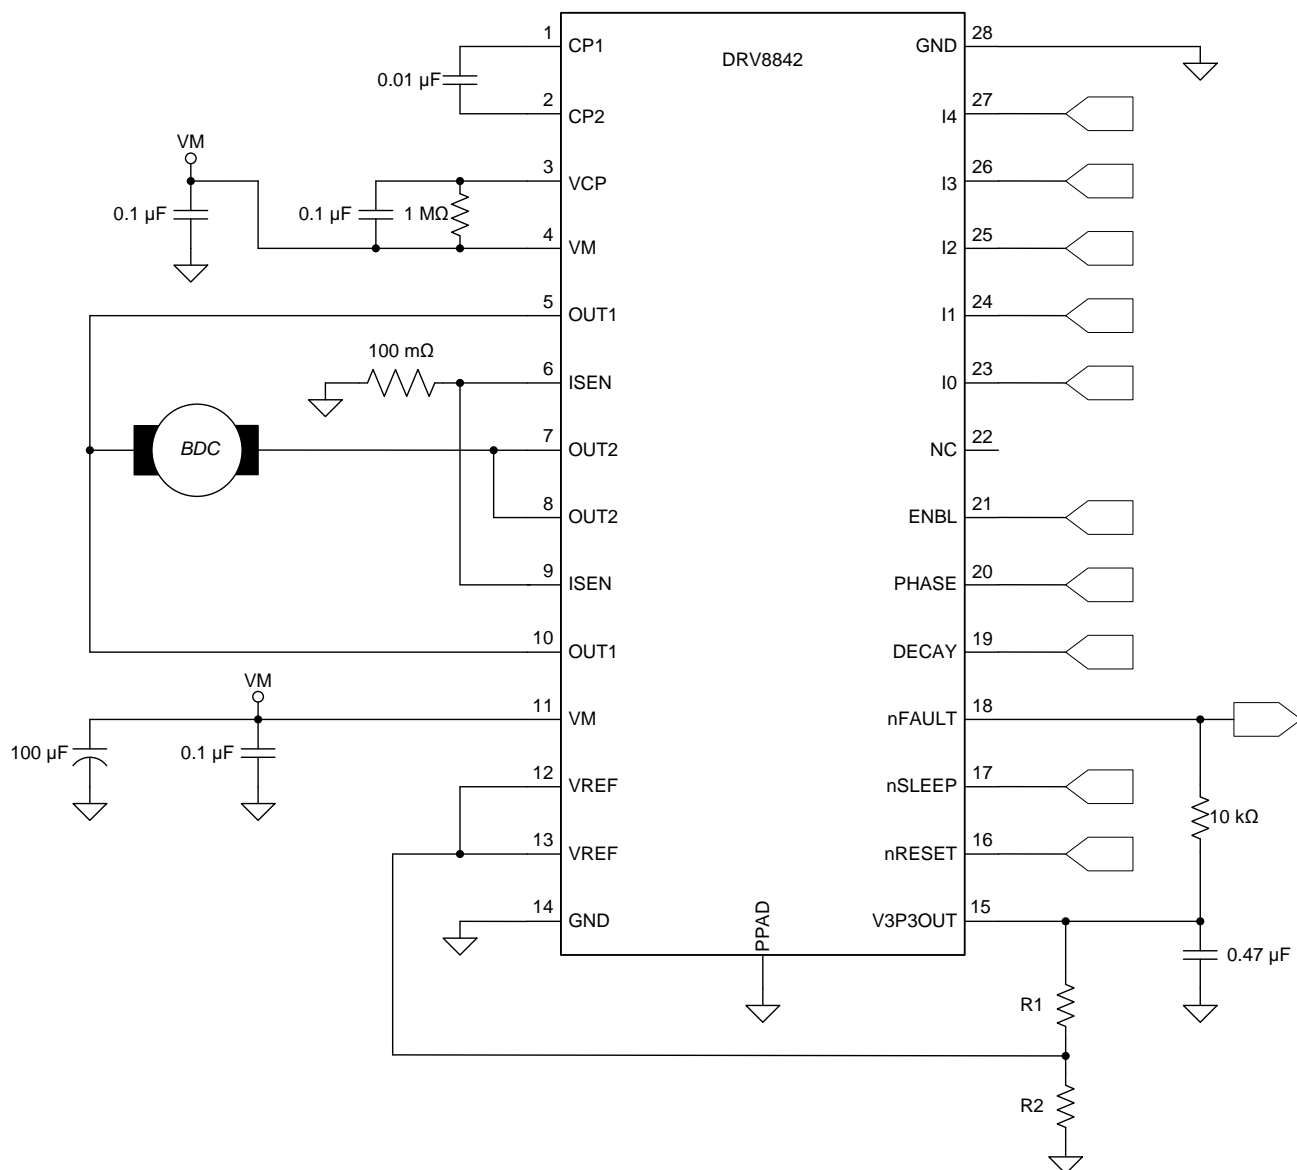 DRV8842
1
CP1
0.01 µF
2
CP2
VM
3
VCP
0.1 µF
0.1 µF
1 MΩ
4
VM
5
OUT1
100 mΩ
6
ISEN
BDC
7
OUT2
8
OUT2
9
ISEN
10
OUT1
VM
11
VM
100 µF
0.1 µF
12
VREF
13
VREF
14
GND
PPAD
GND
28
I4
27
I3
26
I2
25
I1
24
I0
23
NC
22
ENBL
21
PHASE
20
DECAY
19
nFAULT
18
nSLEEP
17
10 kΩ
nRESET
16
V3P3OUT
15
0.47 µF
R1
R2